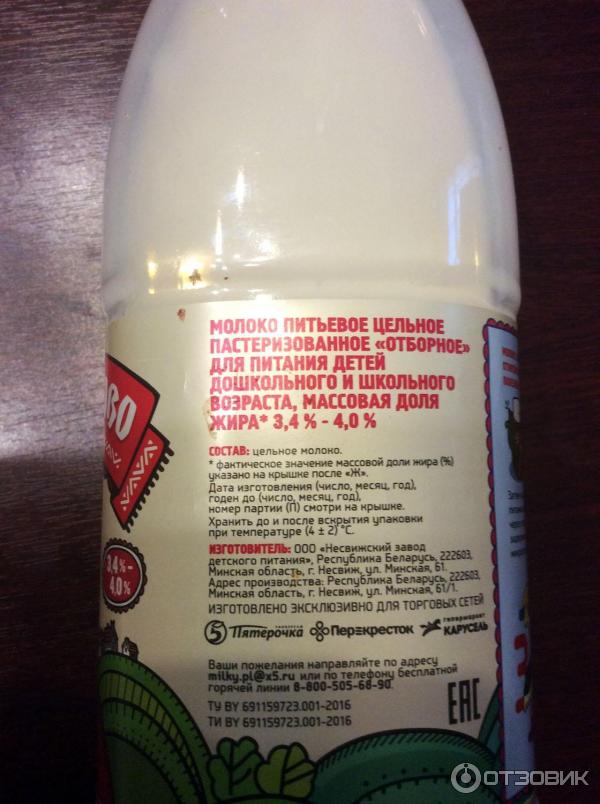 МОЛОКО ПИТЬЕВОЕ ЦЕЛЬНОЕ
ПАСТЕРИЗОВАННОЕ «ОТБОРНОЕ»
ДЛЯ ПИТАНИЯ ДЕТЕЙ
ДОШКОЛЬНОГО И ШКОЛЬНОГО
ВОЗРАСТА, МАССОВАЯ ДОЛЯ
ЖИРА* 3,4 % - 4,0 %
СОСТАВ: цельное молоко.
* фактическое значение массовой доли жира (%)
указано на крышке после «Ж».
Дата изготовления (число, месяц, год),
годен до (число, месяц, год),
номер партии (П) смотри на крышке.
Хранить до и после вскрытия упаковки
при температуре (4 ± 2) °С.
ИЗГОТОВИТЕЛЬ: ООО «Несвижский завод
детского питания», Республика Беларусь, 222603,
Минская область, г. Несвиж, ул. Минская, 61.
Адрес производства: Республика Беларусь, 222603,
Минская область, г. Несвиж, ул. Минская, 61/1.
ИЗГОТОВЛЕНО ЭКСКЛЮЗИВНО ДЛЯ ТОРГОВЫХ СЕТЕЙ
5 Пятёрочка Перекресток гипермаркет КАРУСЕЛЬ
Ваши пожелания направляйте по адресу
milky.pl@x5.ru или по телефону бесплатной
горячей линии 8-800-505-68-90.
ТУ BY 691159723.001-2016
ТИ BY 691159723.001-2016
EAC
3,4%-
4,0%
ОТЗОВИК